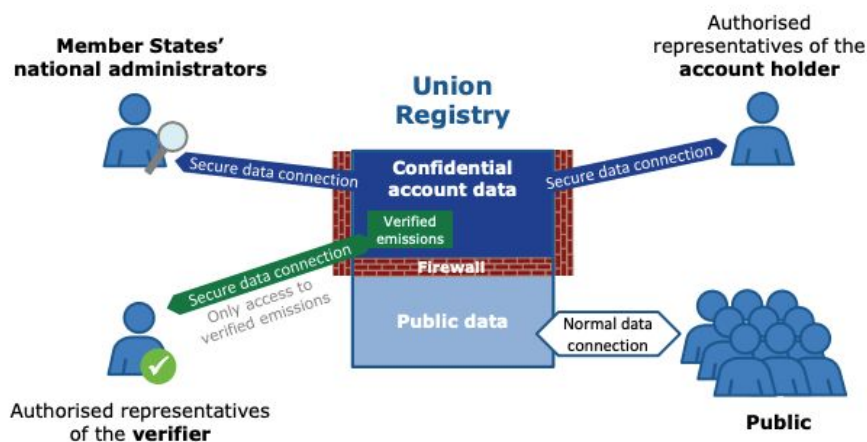 Member States’
national administrators
Authorised
representatives of the
account holder
Union
Registry
Secure data connection
Confidential
account data
Secure data connection
Verified
emissions
Secure data connection
Only access to
verified emissions
Firewall
Public data
Normal data
connection
Authorised representatives
of the verifier
Public